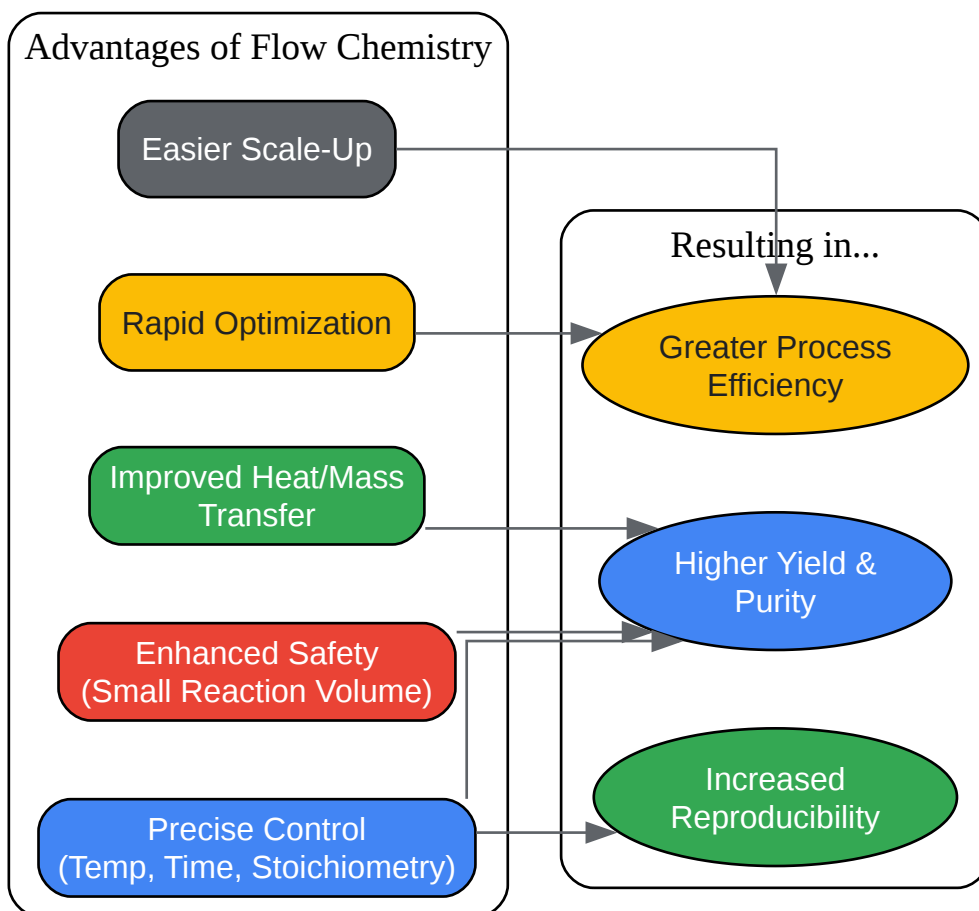 Advantages of Flow Chemistry
Easier Scale-Up
Rapid Optimization
Improved Heat/Mass
Transfer
Enhanced Safety
(Small Reaction Volume)
Precise Control
(Temp, Time, Stoichiometry)
Resulting in...
Greater Process
Efficiency
Higher Yield &
Purity
Increased
Reproducibility